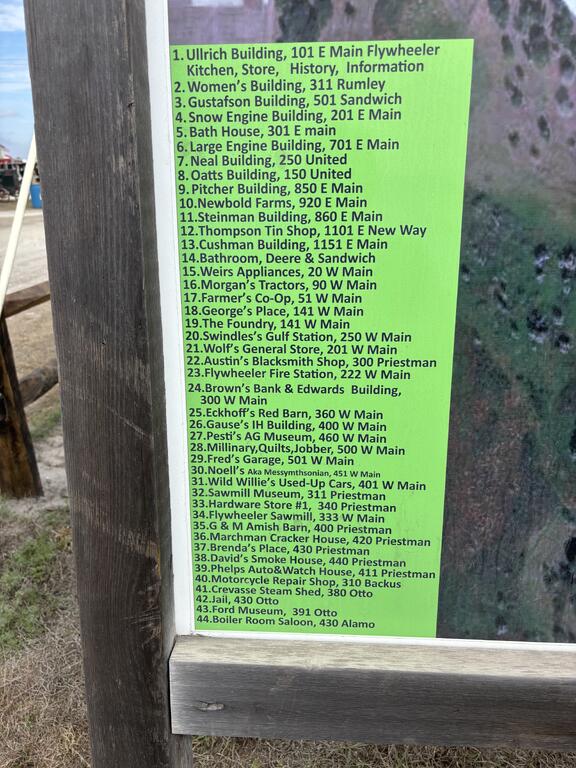 1. Ullrich Building, 101 E Main Flywheeler
Kitchen, Store, History, Information
2. Women's Building, 311 Rumley
3. Gustafson Building, 501 Sandwich
4. Snow Engine Building, 201 E Main
5. Bath House, 301 E main
6. Large Engine Building, 701 E Main
7. Neal Building, 250 United
8. Oatts Building, 150 United
9. Pitcher Building, 850 E Main
10. Newbold Farms, 920 E Main
11. Steinman Building, 860 E Main
12. Thompson Tin Shop, 1101 E New Way
13. Cushman Building, 1151 E Main
14. Bathroom, Deere & Sandwich
15. Weirs Appliances, 20 W Main
16. Morgan's Tractors, 90 W Main
17. Farmer's Co-Op, 51 W Main
18. George's Place, 141 W Main
19. The Foundry, 141 W Main
20. Swindles's Gulf Station, 250 W Main
21. Wolf's General Store, 201 W Main
22. Austin's Blacksmith Shop, 300 Priestman
23. Flywheeler Fire Station, 222 W Main
24. Brown's Bank & Edwards Building,
300 W Main
25. Eckhoff's Red Barn, 360 W Main
26. Gause's IH Building, 400 W Main
27. Pesti's AG Museum, 460 W Main
28. Millinary,Quilts,Jobber, 500 W Main
29. Fred's Garage, 501 W Main
30. Noell's Aka Messymthsonian, 451 W Main
31. Wild Willie's Used-Up Cars, 401 W Main
32. Sawmill Museum, 311 Priestman
33. Hardware Store #1, 340 Priestman
34. Flywheeler Sawmill, 333 W Main
35. G & M Amish Barn, 400 Priestman
36. Marchman Cracker House, 420 Priestman
37. Brenda's Place, 430 Priestman
38. David's Smoke House, 440 Priestman
39. Phelps Auto&Watch House, 411 Priestman
40. Motorcycle Repair Shop, 310 Backus
41. Crevasse Steam Shed, 380 Otto
42. Jail, 430 Otto
43. Ford Museum, 391 Otto
44. Boiler Room Saloon, 430 Alamo